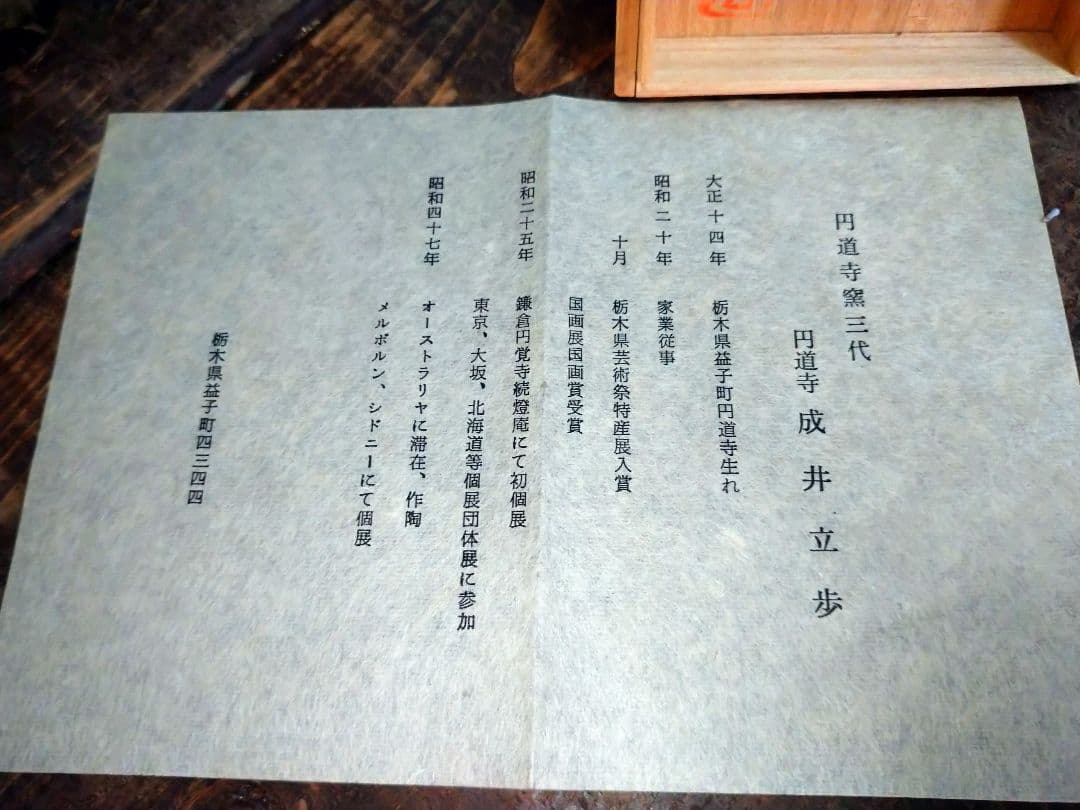 円道寺窯三代
円道寺 成井立歩
大正十四年 栃木県益子町円道寺生れ
昭和二十年 家業従事
十月 栃木県芸術祭特産展入賞
国画展国画賞受賞
昭和二十五年 鎌倉円覚寺続燈庵にて初個展
東京、大坂、北海道等個展団体展に参加
昭和四十七年 オーストラリヤに滞在、作陶
メルボルン、シドニーにて個展
栃木県益子町四三四四